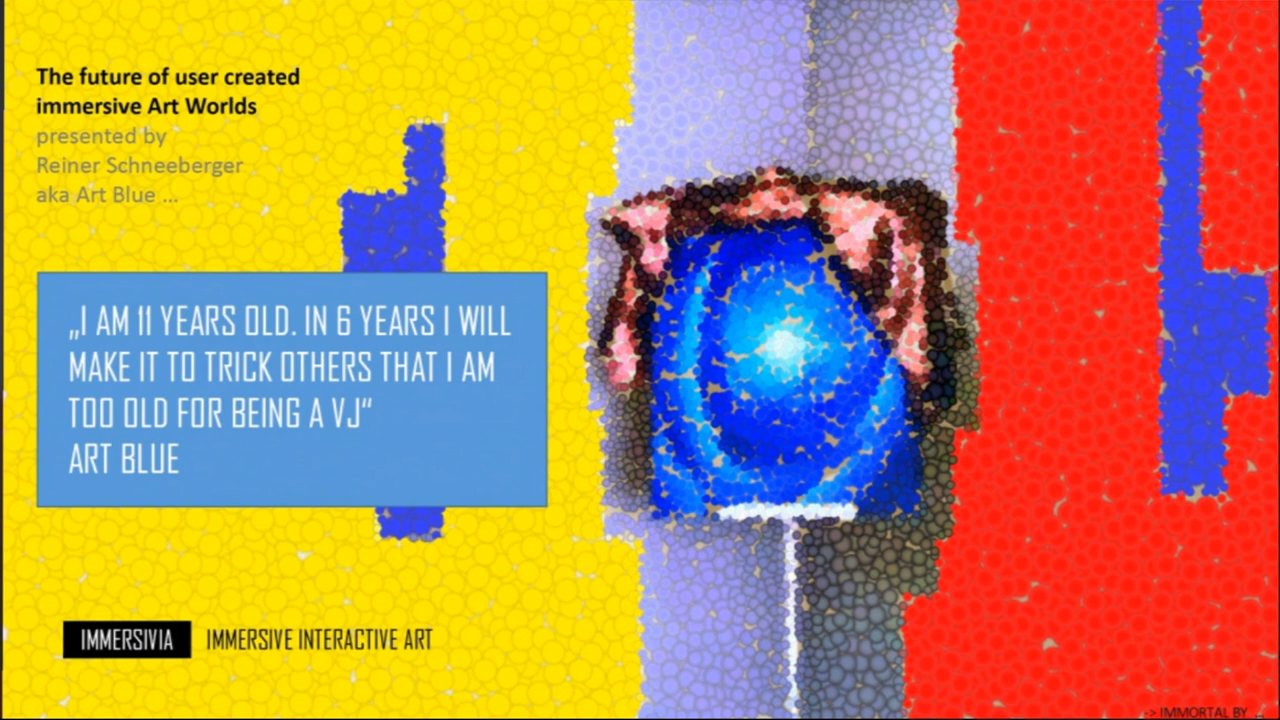 The future of user created
immersive Art Worlds
presented by
Reiner Schneeberger
aka Art Blue ...
„I AM 11 YEARS OLD. IN 6 YEARS I WILL
MAKE IT TO TRICK OTHERS THAT I AM
TOO OLD FOR BEING A VJ“
ART BLUE
IMMERSIVIA IMMERSIVE INTERACTIVE ART
-> IMMORTAL BY ...